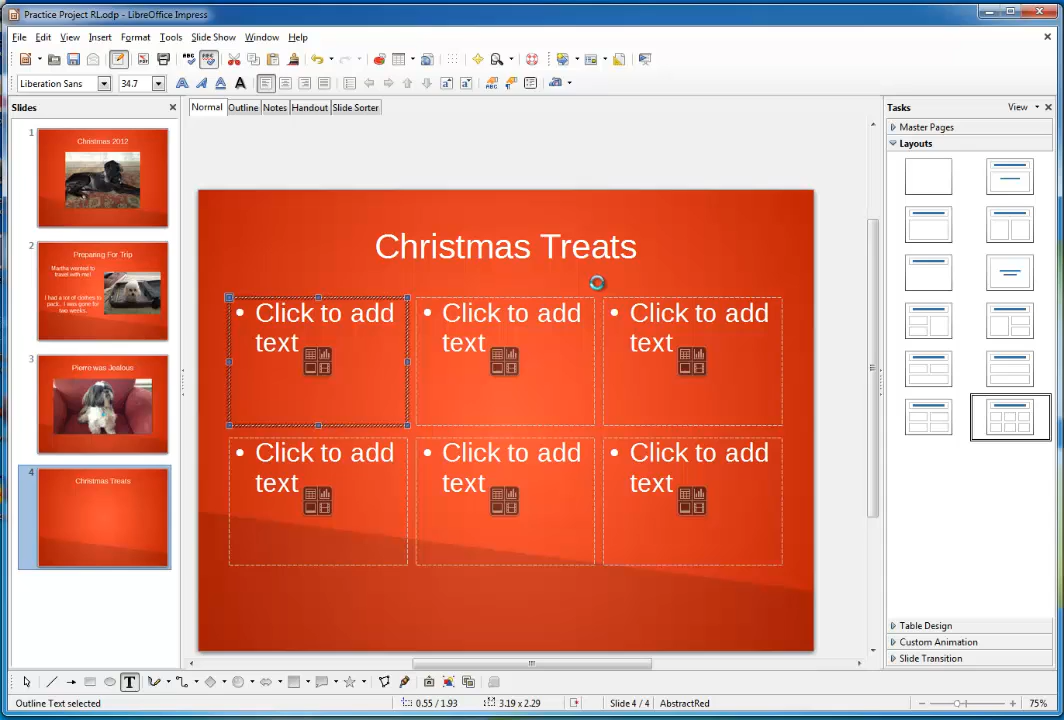 Practice Project RL.odp - LibreOffice Impress
File Edit View Insert Format Tools Slide Show Window Help
Liberation Sans 34.7
Slides
Normal Outline Notes Handout Slide Sorter
Tasks View
Master Pages
Layouts
1
Christmas 2012
2
Preparing For Trip
Martha wanted to
travel with me!
I had a lot of clothes to
pack. I was gone for
two weeks.
3
Pierre was Jealous
4
Christmas Treats
Christmas Treats
• Click to add
text
• Click to add
text
• Click to add
text
• Click to add
text
• Click to add
text
• Click to add
text
Table Design
Custom Animation
Slide Transition
T
Outline Text selected 0.55 / 1.93 3.19 x 2.29 Slide 4 / 4 AbstractRed 75%